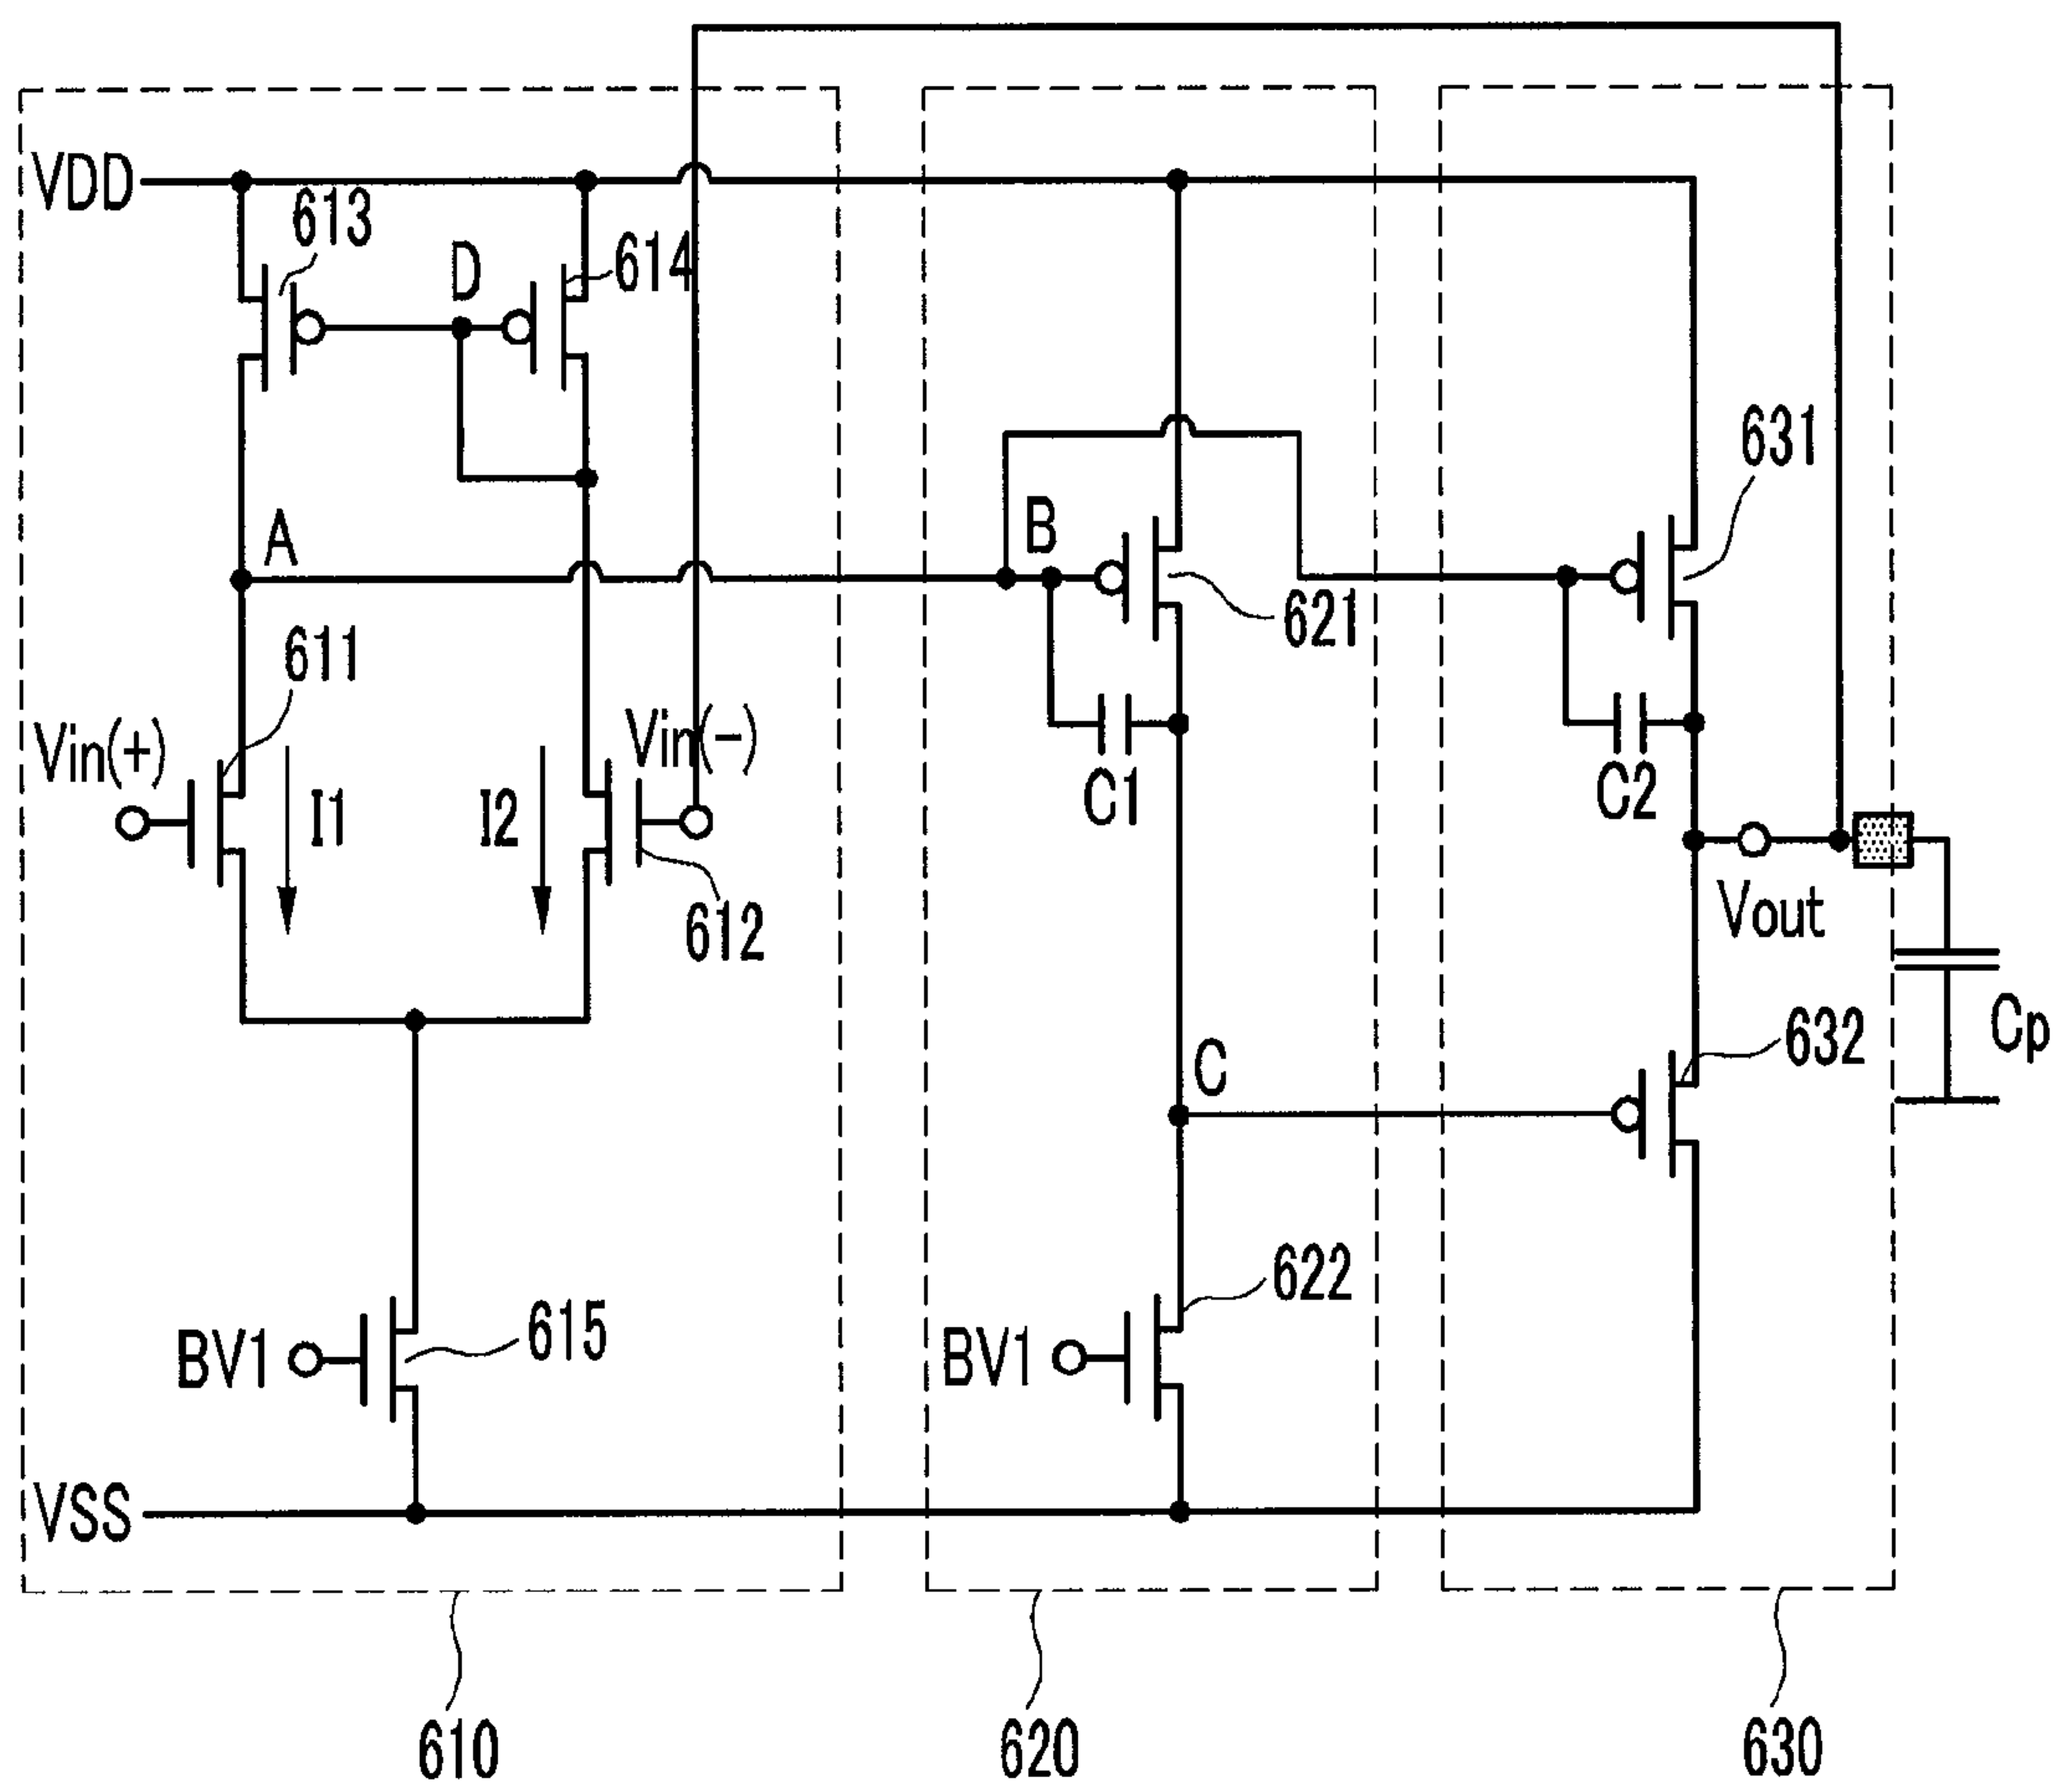 VDD
613
D
614
631
A
B
621
611
Vin(+)
Vin(-)
I1
I2
C1
C2
612
Vout
632
Cp
C
622
615
BV1
BV1
VSS
610
620
630